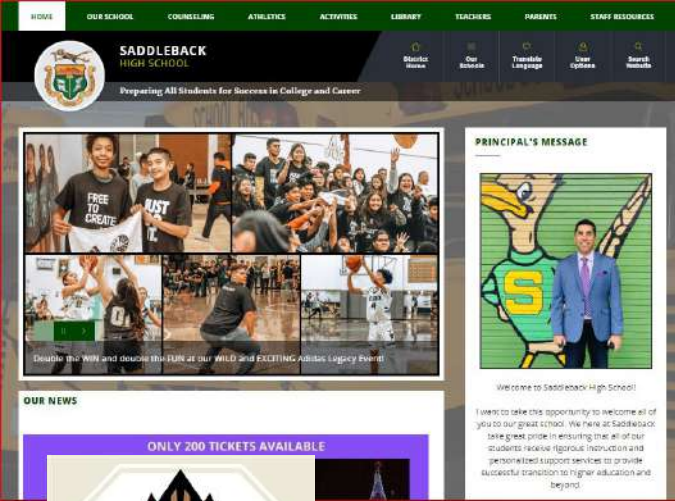 HOME OUR SCHOOL COUNSELING ATHLETICS ACTIVITIES LIBRARY TEACHERS PARENTS STAFF RESOURCES
SADDLEBACK
HIGH SCHOOL
District Our Translate User Search
Home Schools Language Options Website
Preparing All Students for Success in College and Career
PRINCIPAL'S MESSAGE
FREE
TO
CREATE
JUST
S
Double the WIN and double the FUN at our WILD and EXCITING Adidas Legacy Event!
Welcome to Saddleback High School!
OUR NEWS
I want to take this opportunity to welcome all of
you to our great school. We here at Saddleback
take great pride in ensuring that all of our
students receive rigorous instruction and
personalized support services to provide
successful transition to higher education and
beyond.
ONLY 200 TICKETS AVAILABLE